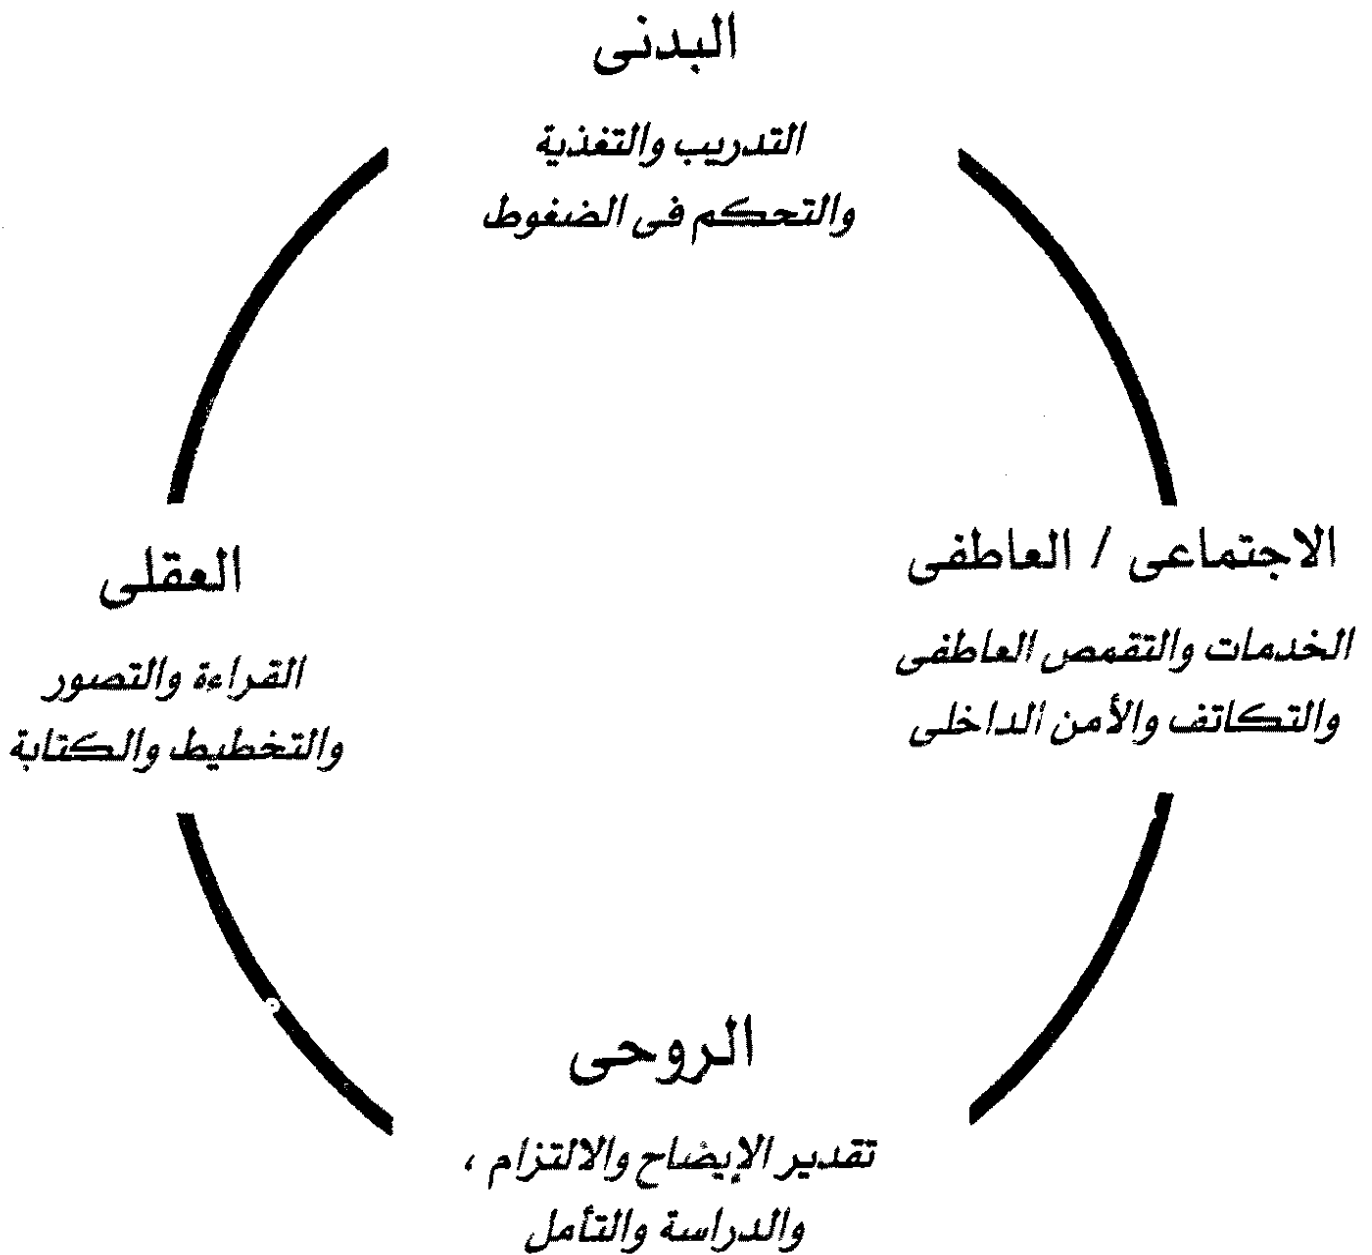 البدنى
التدريب والتغذية
والتحكم فى الضغوط
الاجتماعى / العاطفى
الخدمات والتقمص العاطفى
والتكاتف والأمن الداخلى
العقلى
القراءة والتصور
والتخطيط والكتابة
الروحى
تقدير الإيضاح والالتزام ،
والدراسة والتأمل